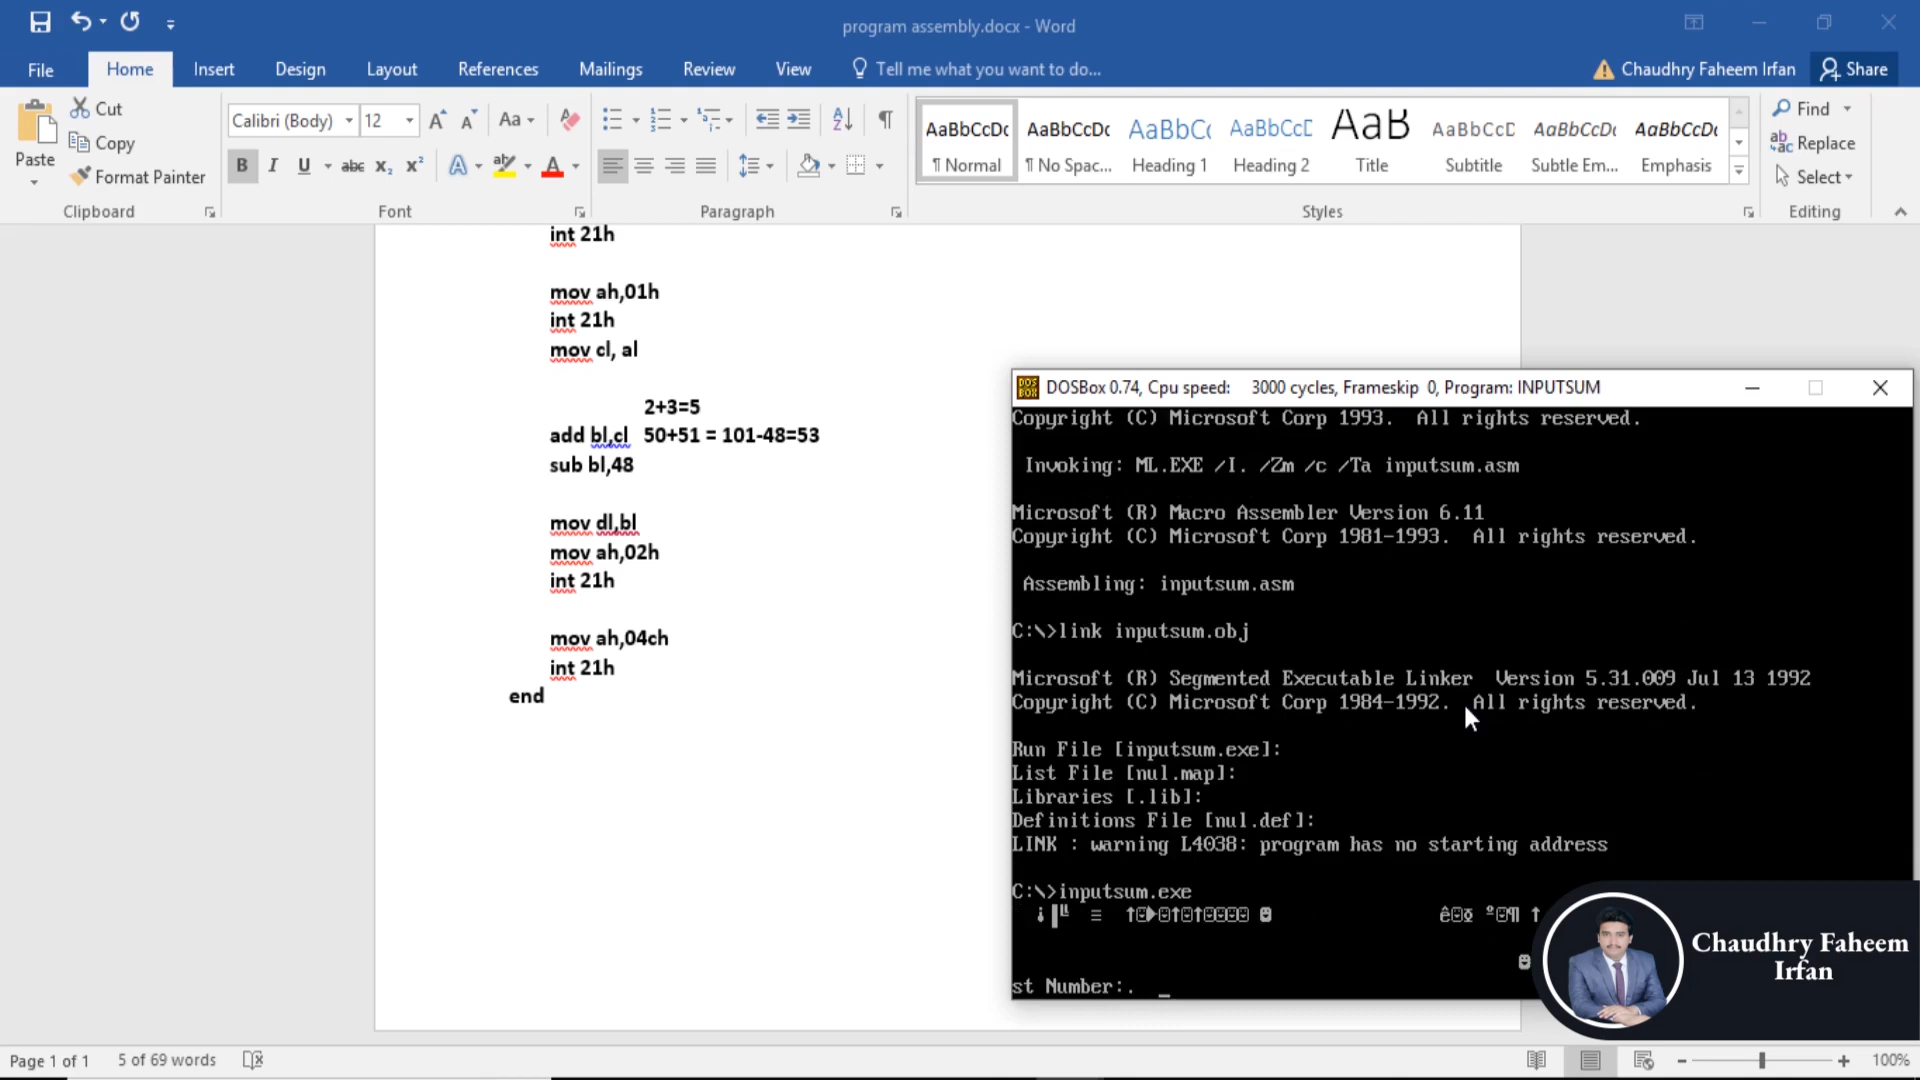 program assembly.docx - Word
File Home Insert Design Layout References Mailings Review View Tell me what you want to do... Chaudhry Faheem Irfan Share
Paste Cut Copy Format Painter Clipboard
Calibri (Body) 12 Aa
B I U abc X₂ X² A ab A Font
Paragraph
AaBbCcDc AaBbCcDc AaBbC AaBbCcD AaB AaBbCcD AaBbCcDc AaBbCcDc
¶ Normal ¶ No Spac... Heading 1 Heading 2 Title Subtitle Subtle Em... Emphasis
Styles
Find
Replace
Select
Editing
int 21h
mov ah,01h
int 21h
mov cl, al
2+3=5
add bl,cl 50+51 = 101-48=53
sub bl,48
mov dl,bl
mov ah,02h
int 21h
mov ah,04ch
int 21h
end
DOSBox 0.74, Cpu speed: 3000 cycles, Frameskip 0, Program: INPUTSUM
Copyright (C) Microsoft Corp 1993. All rights reserved.
Invoking: ML.EXE /I. /Zm /c /Ta inputsum.asm
Microsoft (R) Macro Assembler Version 6.11
Copyright (C) Microsoft Corp 1981-1993. All rights reserved.
Assembling: inputsum.asm
C:\>link inputsum.obj
Microsoft (R) Segmented Executable Linker Version 5.31.009 Jul 13 1992
Copyright (C) Microsoft Corp 1984-1992. All rights reserved.
Run File [inputsum.exe]:
List File [nul.map]:
Libraries [.lib]:
Definitions File [nul.def]:
LINK : warning L4038: program has no starting address
C:\>inputsum.exe
st Number:. _
Chaudhry Faheem
Irfan
Page 1 of 1 5 of 69 words 100%